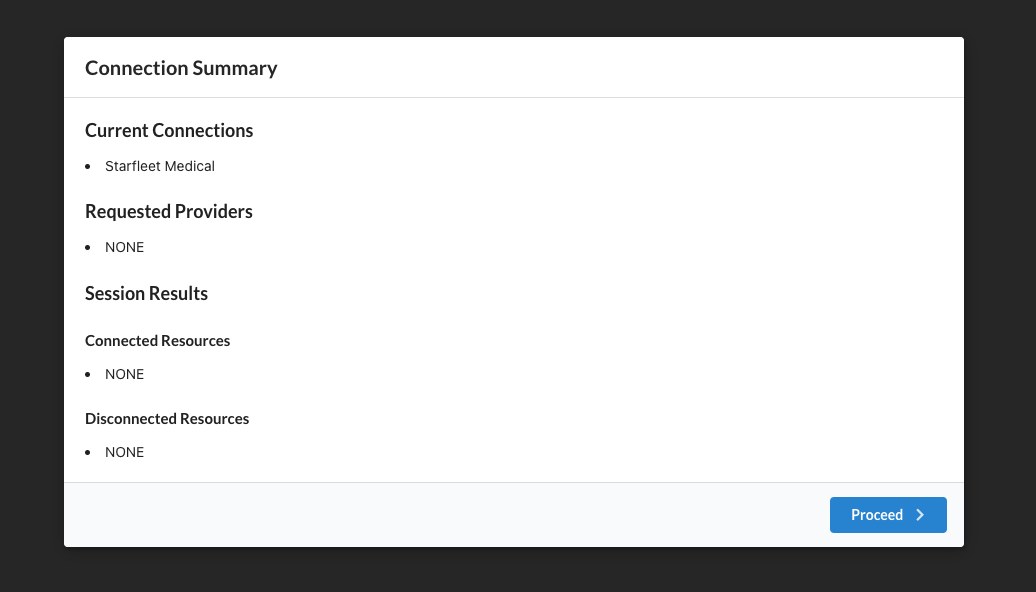 Connection Summary
Current Connections
Starfleet Medical
Requested Providers
NONE
Session Results
Connected Resources
NONE
Disconnected Resources
NONE
Proceed